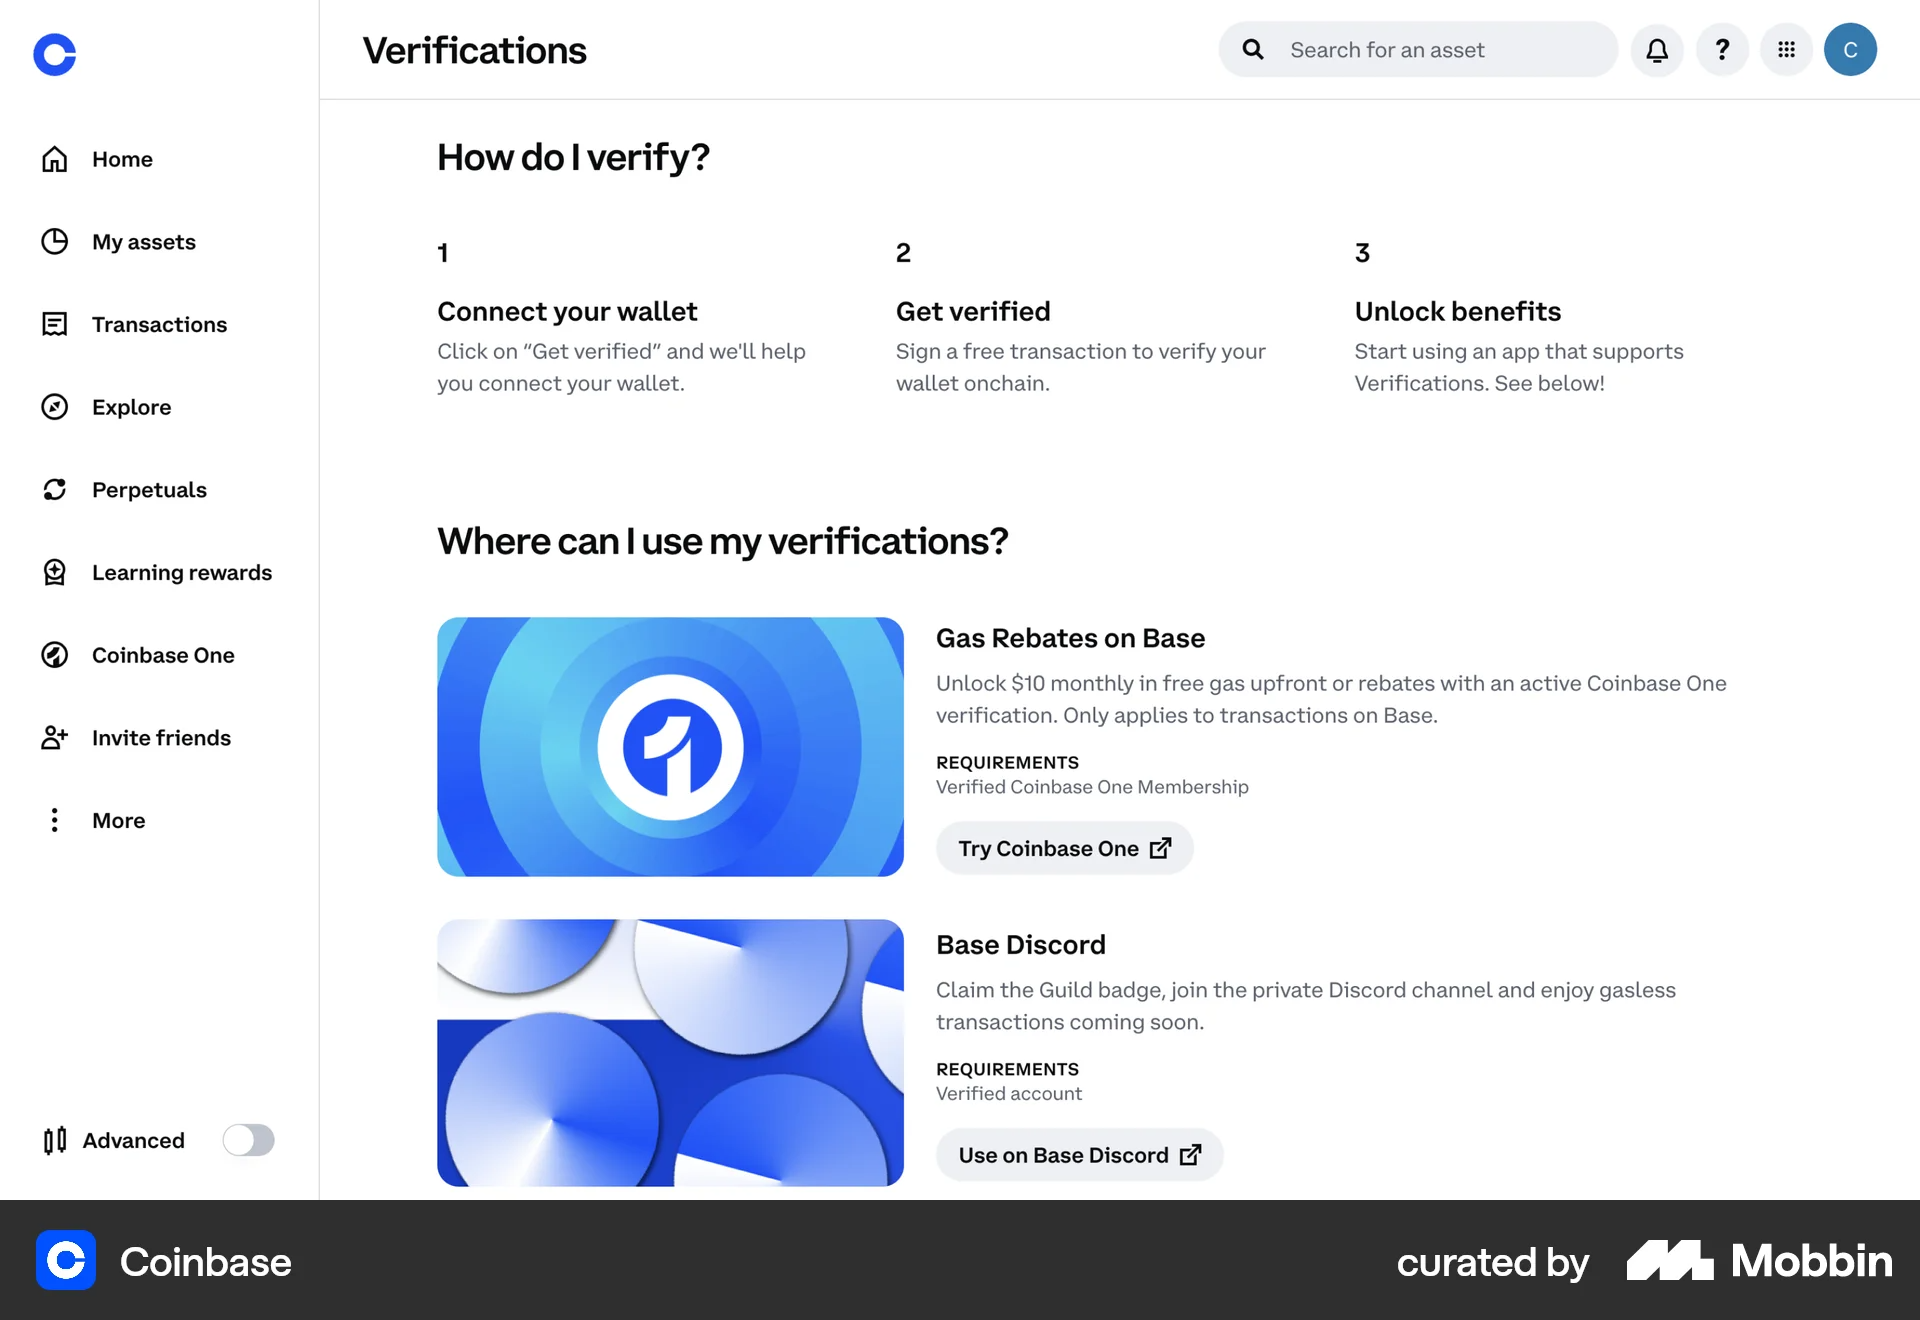 Verifications
Search for an asset
C
Home
My assets
Transactions
Explore
Perpetuals
Learning rewards
Coinbase One
Invite friends
More
Advanced
How do I verify?
1
Connect your wallet
Click on “Get verified” and we'll help
you connect your wallet.
2
Get verified
Sign a free transaction to verify your
wallet onchain.
3
Unlock benefits
Start using an app that supports
Verifications. See below!
Where can I use my verifications?
Gas Rebates on Base
Unlock $10 monthly in free gas upfront or rebates with an active Coinbase One
verification. Only applies to transactions on Base.
REQUIREMENTS
Verified Coinbase One Membership
Try Coinbase One
Base Discord
Claim the Guild badge, join the private Discord channel and enjoy gasless
transactions coming soon.
REQUIREMENTS
Verified account
Use on Base Discord
Coinbase
curated by
Mobbin